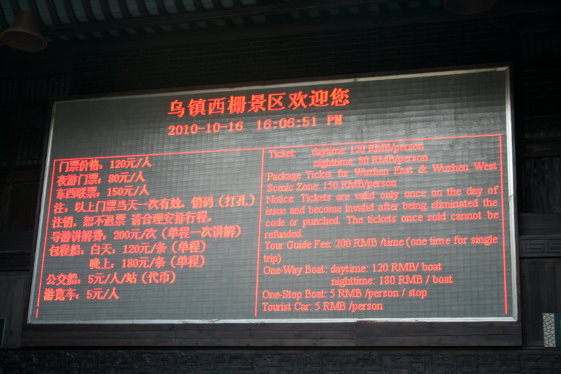 乌镇西栅景区欢迎您
2010-10-16 16:06:51 PM
门票价格：120元/人
夜游门票：80元/人
东西联票：150元/人
注：以上门票当天一次有效，销码（打孔）
注销，恕不退票 请合理安排行程。
导游讲解费：200元/次（单程一次讲解）
包程船：白天：120元/条（单程）
晚上：180元/条（单程）
公交船：5元/人/站（代币）
游览车：5元/人
Ticket daytime: 120 RMB/person
nighttime: 80 RMB/person
Package Ticket for Wuzhen East & Wuzhen West
Scenic Zone: 150 RMB/person
Notice: Tickets are valid only once on the day of
issue and become invalid after being eliminated the
code or punched. The tickets once sold cannot be
refunded.
Tour Guide Fee: 200 RMB /time (one time for single
trip)
One-Way Boat: daytime: 120 RMB/ boat
nighttime: 180 RMB / boat
One-Stop Boat: 5 RMB /person / stop
Tourist Car: 5 RMB /person